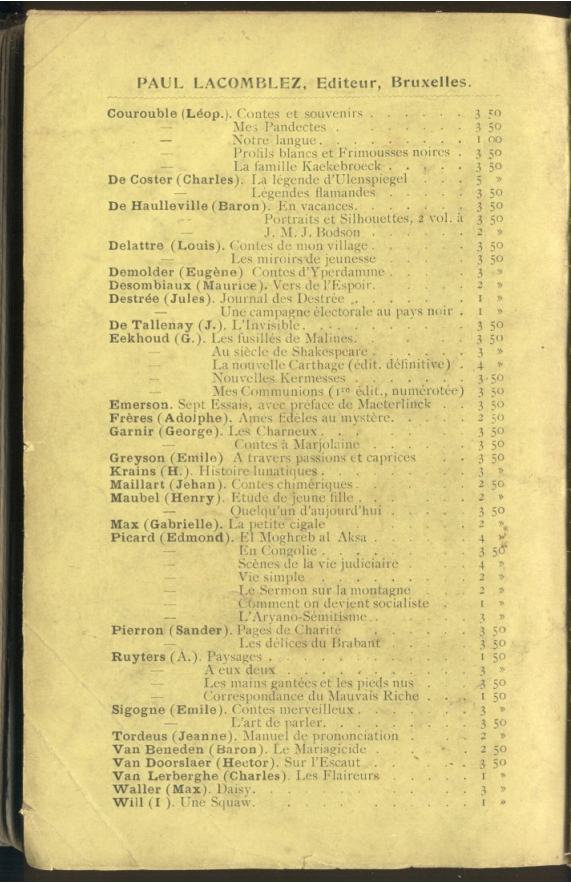 PAUL LACOMBLEZ, Editeur, Bruxelles.
Courouble (Léop.). Contes et souvenirs . . . . . . 3 50
— Mes Pandectes . . . . . . . 3 50
— Notre langue . . . . . . . 1 00
— Profils blancs et Frimousses noires . 3 50
— La famille Kaekebroeck . . . . 3 50
De Coster (Charles). La légende d'Ulenspiegel . . . 5 »
— Légendes flamandes . . . . . 3 50
De Haulleville (Baron). En vacances. . . . . . 3 50
— Portraits et Silhouettes, 2 vol. à 3 50
— J. M. J. Bodson . . . . . 2 »
Delattre (Louis). Contes de mon village . . . . . 3 50
— Les miroirs de jeunesse . . . . . 3 50
Demolder (Eugène) Contes d'Yperdamme . . . . . 3 »
Desombiaux (Maurice). Vers de l'Espoir. . . . . . 2 »
Destrée (Jules). Journal des Destrée . . . . . . 1 »
— Une campagne électorale au pays noir . 1 »
De Tallenay (J.). L'Invisible. . . . . . . . 3 50
Eekhoud (G.). Les fusillés de Malines. . . . . . 3 50
— Au siècle de Shakespeare . . . . . 3 »
— La nouvelle Carthage (édit. définitive) . 4 »
— Nouvelles Kermesses . . . . . . 3 50
— Mes Communions (1re édit., numérotée) 3 50
Emerson. Sept Essais, avec préface de Maeterlinck . 3 50
Frères (Adolphe). Ames fidèles au mystère. . . . . 2 50
Garnir (George). Les Charneux . . . . . . . 3 50
— Contes à Marjolaine . . . . . 3 50
Greyson (Emile) A travers passions et caprices . . 3 50
Krains (H.). Histoire lunatiques . . . . . . . 3 »
Maillart (Jehan). Contes chimériques . . . . . . 2 50
Maubel (Henry). Etude de jeune fille . . . . . . 2 »
— Quelqu'un d'aujourd'hui . . . . 3 50
Max (Gabrielle). La petite cigale . . . . . . . 2 »
Picard (Edmond). El Moghreb al Aksa . . . . . . 4 »
— En Congolie . . . . . . . 3 50
— Scènes de la vie judiciaire . . . 4 »
— Vie simple . . . . . . . 2 »
— Le Sermon sur la montagne . . . 2 »
— Comment on devient socialiste . . 1 »
— L'Aryano-Sémitisme . . . . . 3 »
Pierron (Sander). Pages de Charité . . . . . 3 50
— Les délices du Brabant . . . . 3 50
Ruyters (A.). Paysages . . . . . . . . . 1 50
— A eux deux . . . . . . . . 3 »
— Les mains gantées et les pieds nus . . 3 50
— Correspondance du Mauvais Riche . . 1 50
Sigogne (Emile). Contes merveilleux . . . . . . 3 »
— L'art de parler. . . . . . . 3 50
Tordeus (Jeanne). Manuel de prononciation . . . . 2 »
Van Beneden (Baron). Le Mariagicide . . . . . 2 50
Van Doorslaer (Hector). Sur l'Escaut . . . . . 3 50
Van Lerberghe (Charles). Les Flaireurs . . . . . 1 »
Waller (Max). Daisy. . . . . . . . . . 3 »
Will (I ). Une Squaw. . . . . . . . . . 1 »